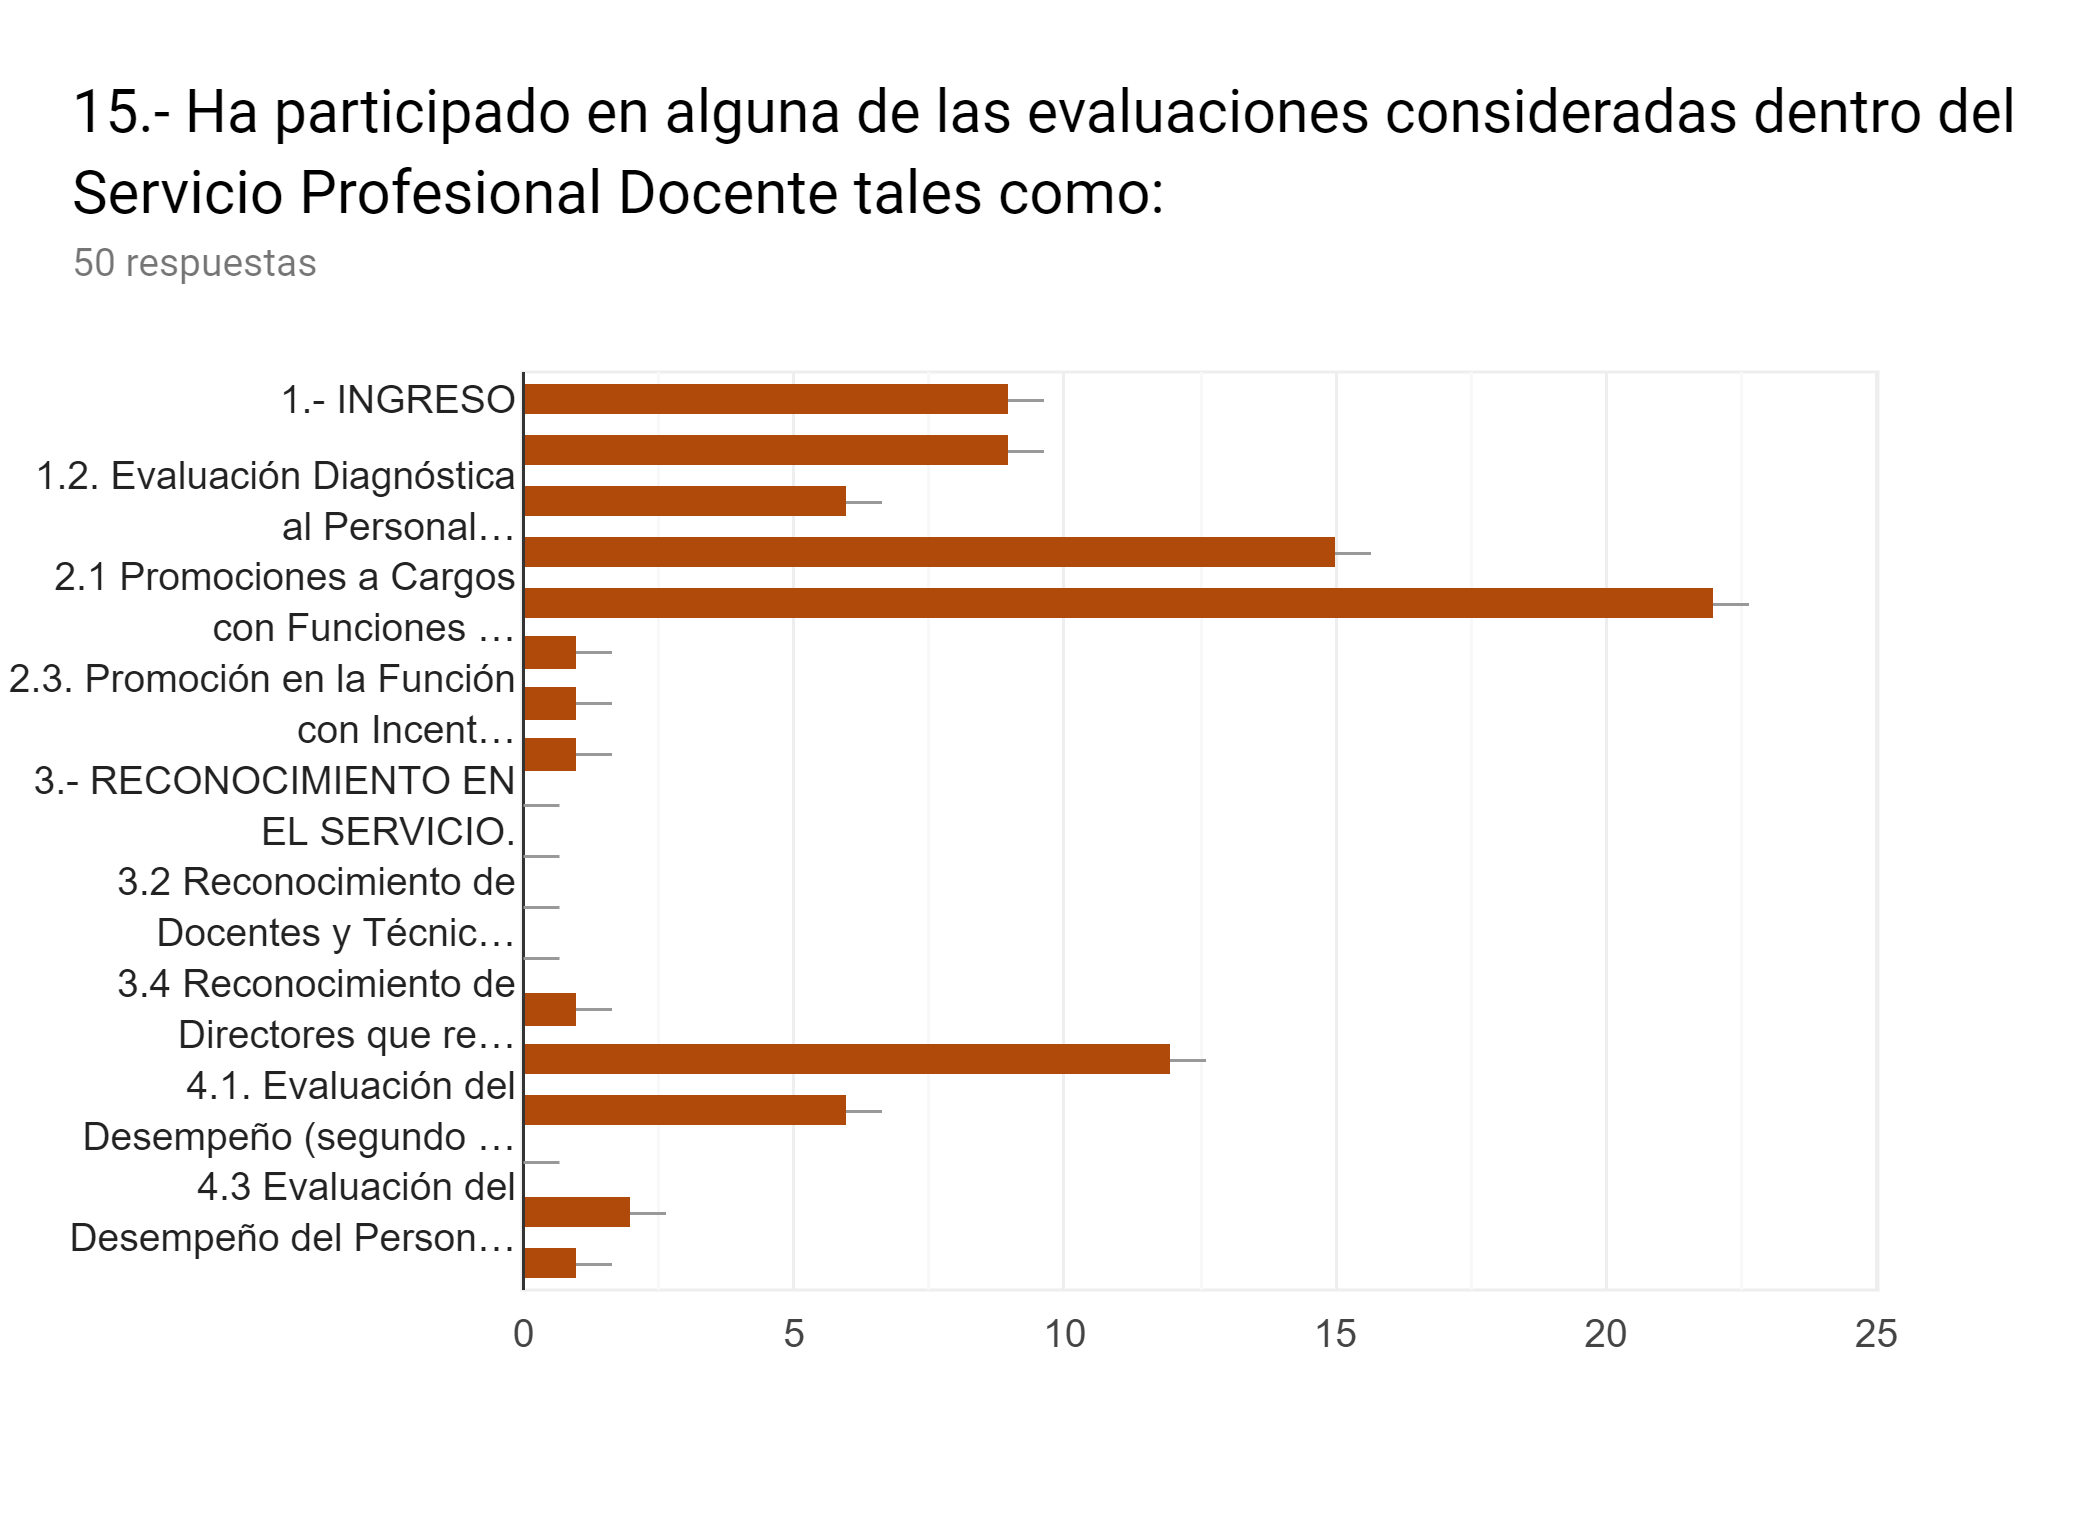 15.- Ha participado en alguna de las evaluaciones consideradas dentro del
Servicio Profesional Docente tales como:
50 respuestas
1.- INGRESO
1.2. Evaluación Diagnóstica
al Personal…
2.1 Promociones a Cargos
con Funciones …
2.3. Promoción en la Función
con Incent…
3.- RECONOCIMIENTO EN
EL SERVICIO.
3.2 Reconocimiento de
Docentes y Técnic…
3.4 Reconocimiento de
Directores que re…
4.1. Evaluación del
Desempeño (segundo …
4.3 Evaluación del
Desempeño del Person…
0 5 10 15 20 25